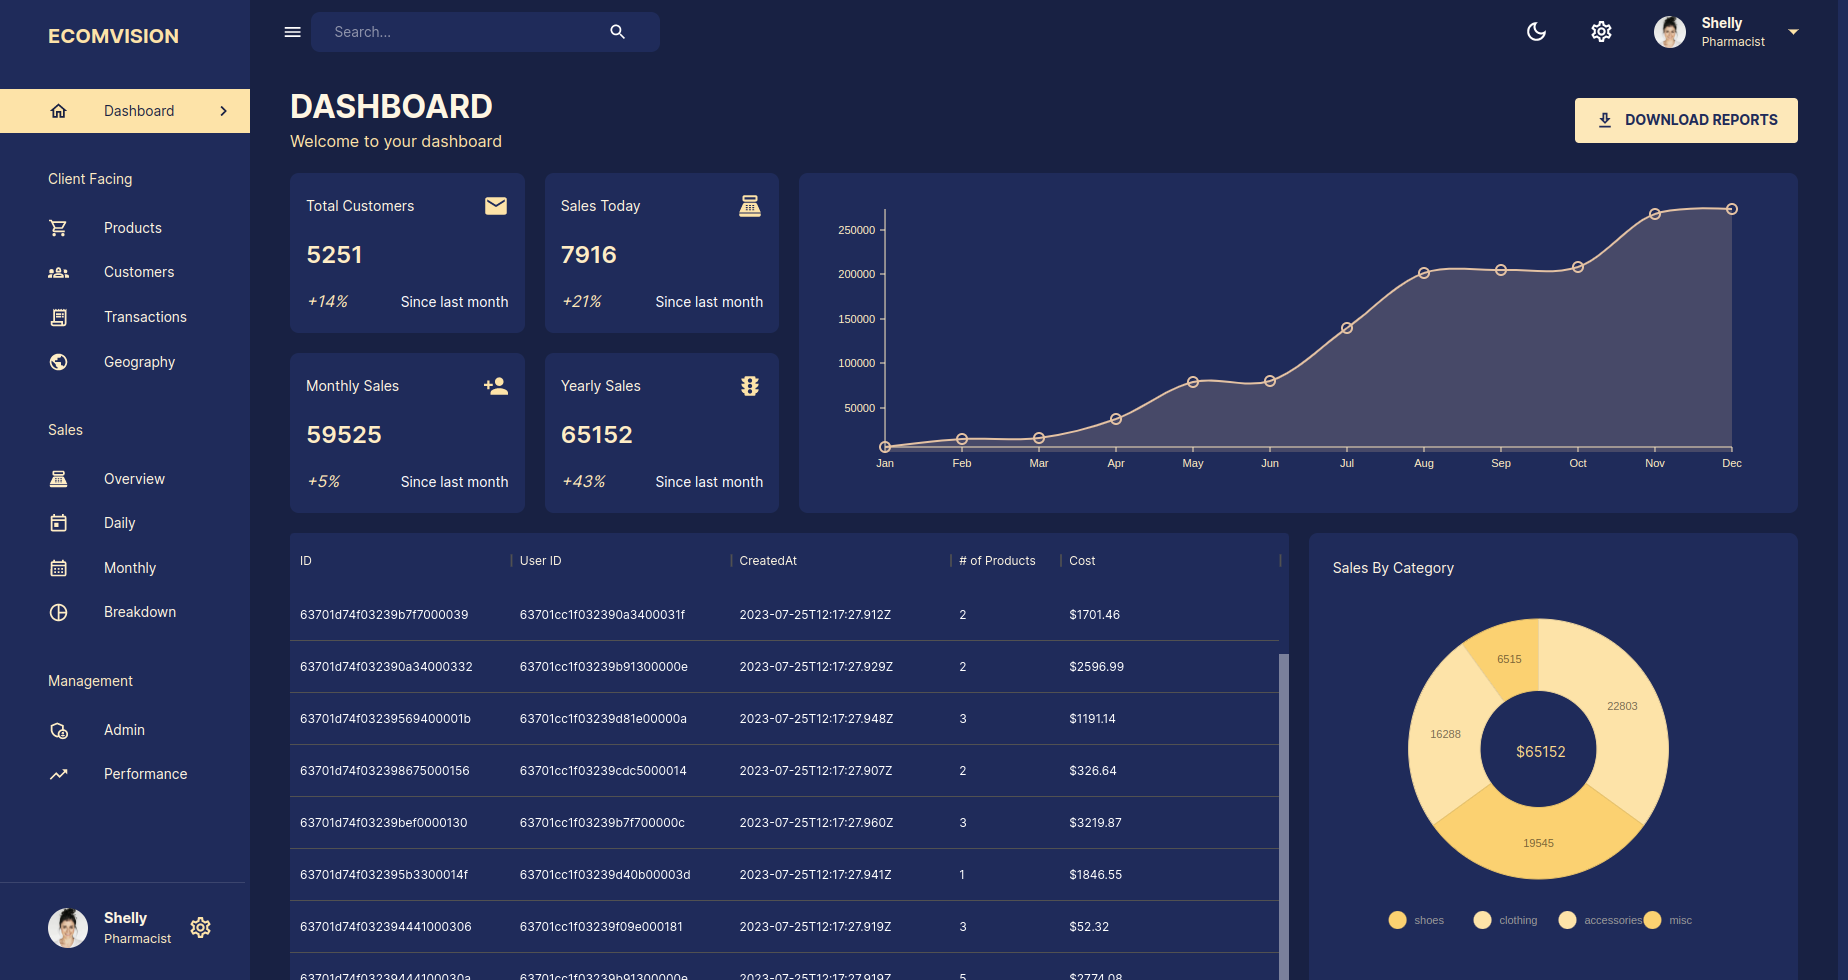 ECOMVISION
Search...
Shelly
Pharmacist
Dashboard
Client Facing
Products
Customers
Transactions
Geography
Sales
Overview
Daily
Monthly
Breakdown
Management
Admin
Performance
Shelly
Pharmacist
DASHBOARD
Welcome to your dashboard
DOWNLOAD REPORTS
Total Customers
5251
+14% Since last month
Sales Today
7916
+21% Since last month
Monthly Sales
59525
+5% Since last month
Yearly Sales
65152
+43% Since last month
250000
200000
150000
100000
50000
Jan Feb Mar Apr May Jun Jul Aug Sep Oct Nov Dec
ID User ID CreatedAt # of Products Cost
63701d74f03239b7f7000039 63701cc1f032390a3400031f 2023-07-25T12:17:27.912Z 2 $1701.46
63701d74f032390a34000332 63701cc1f03239b91300000e 2023-07-25T12:17:27.929Z 2 $2596.99
63701d74f03239569400001b 63701cc1f03239d81e00000a 2023-07-25T12:17:27.948Z 3 $1191.14
63701d74f032398675000156 63701cc1f03239cdc5000014 2023-07-25T12:17:27.907Z 2 $326.64
63701d74f03239bef0000130 63701cc1f03239b7f700000c 2023-07-25T12:17:27.960Z 3 $3219.87
63701d74f032395b3300014f 63701cc1f03239d40b00003d 2023-07-25T12:17:27.941Z 1 $1846.55
63701d74f032394441000306 63701cc1f03239f09e000181 2023-07-25T12:17:27.919Z 3 $52.32
63701d74f03239444100030a 63701cc1f03239b91300000e 2023-07-25T12:17:27.919Z 5 $2774.08
Sales By Category
6515
22803
16288
$65152
19545
shoes clothing accessories misc